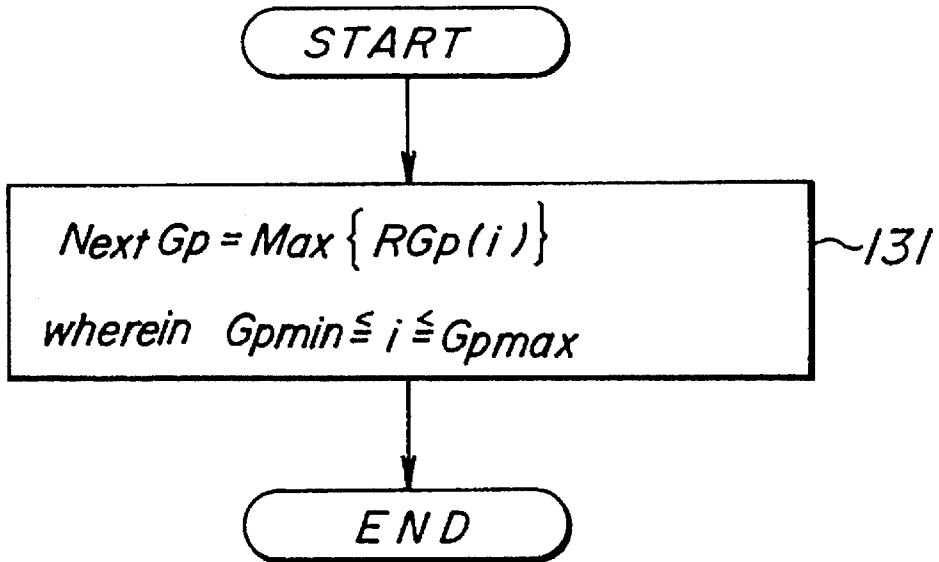 START
Next Gp = Max { RGp(i) }
131
wherein Gpmin ≦ i ≦ Gpmax
END